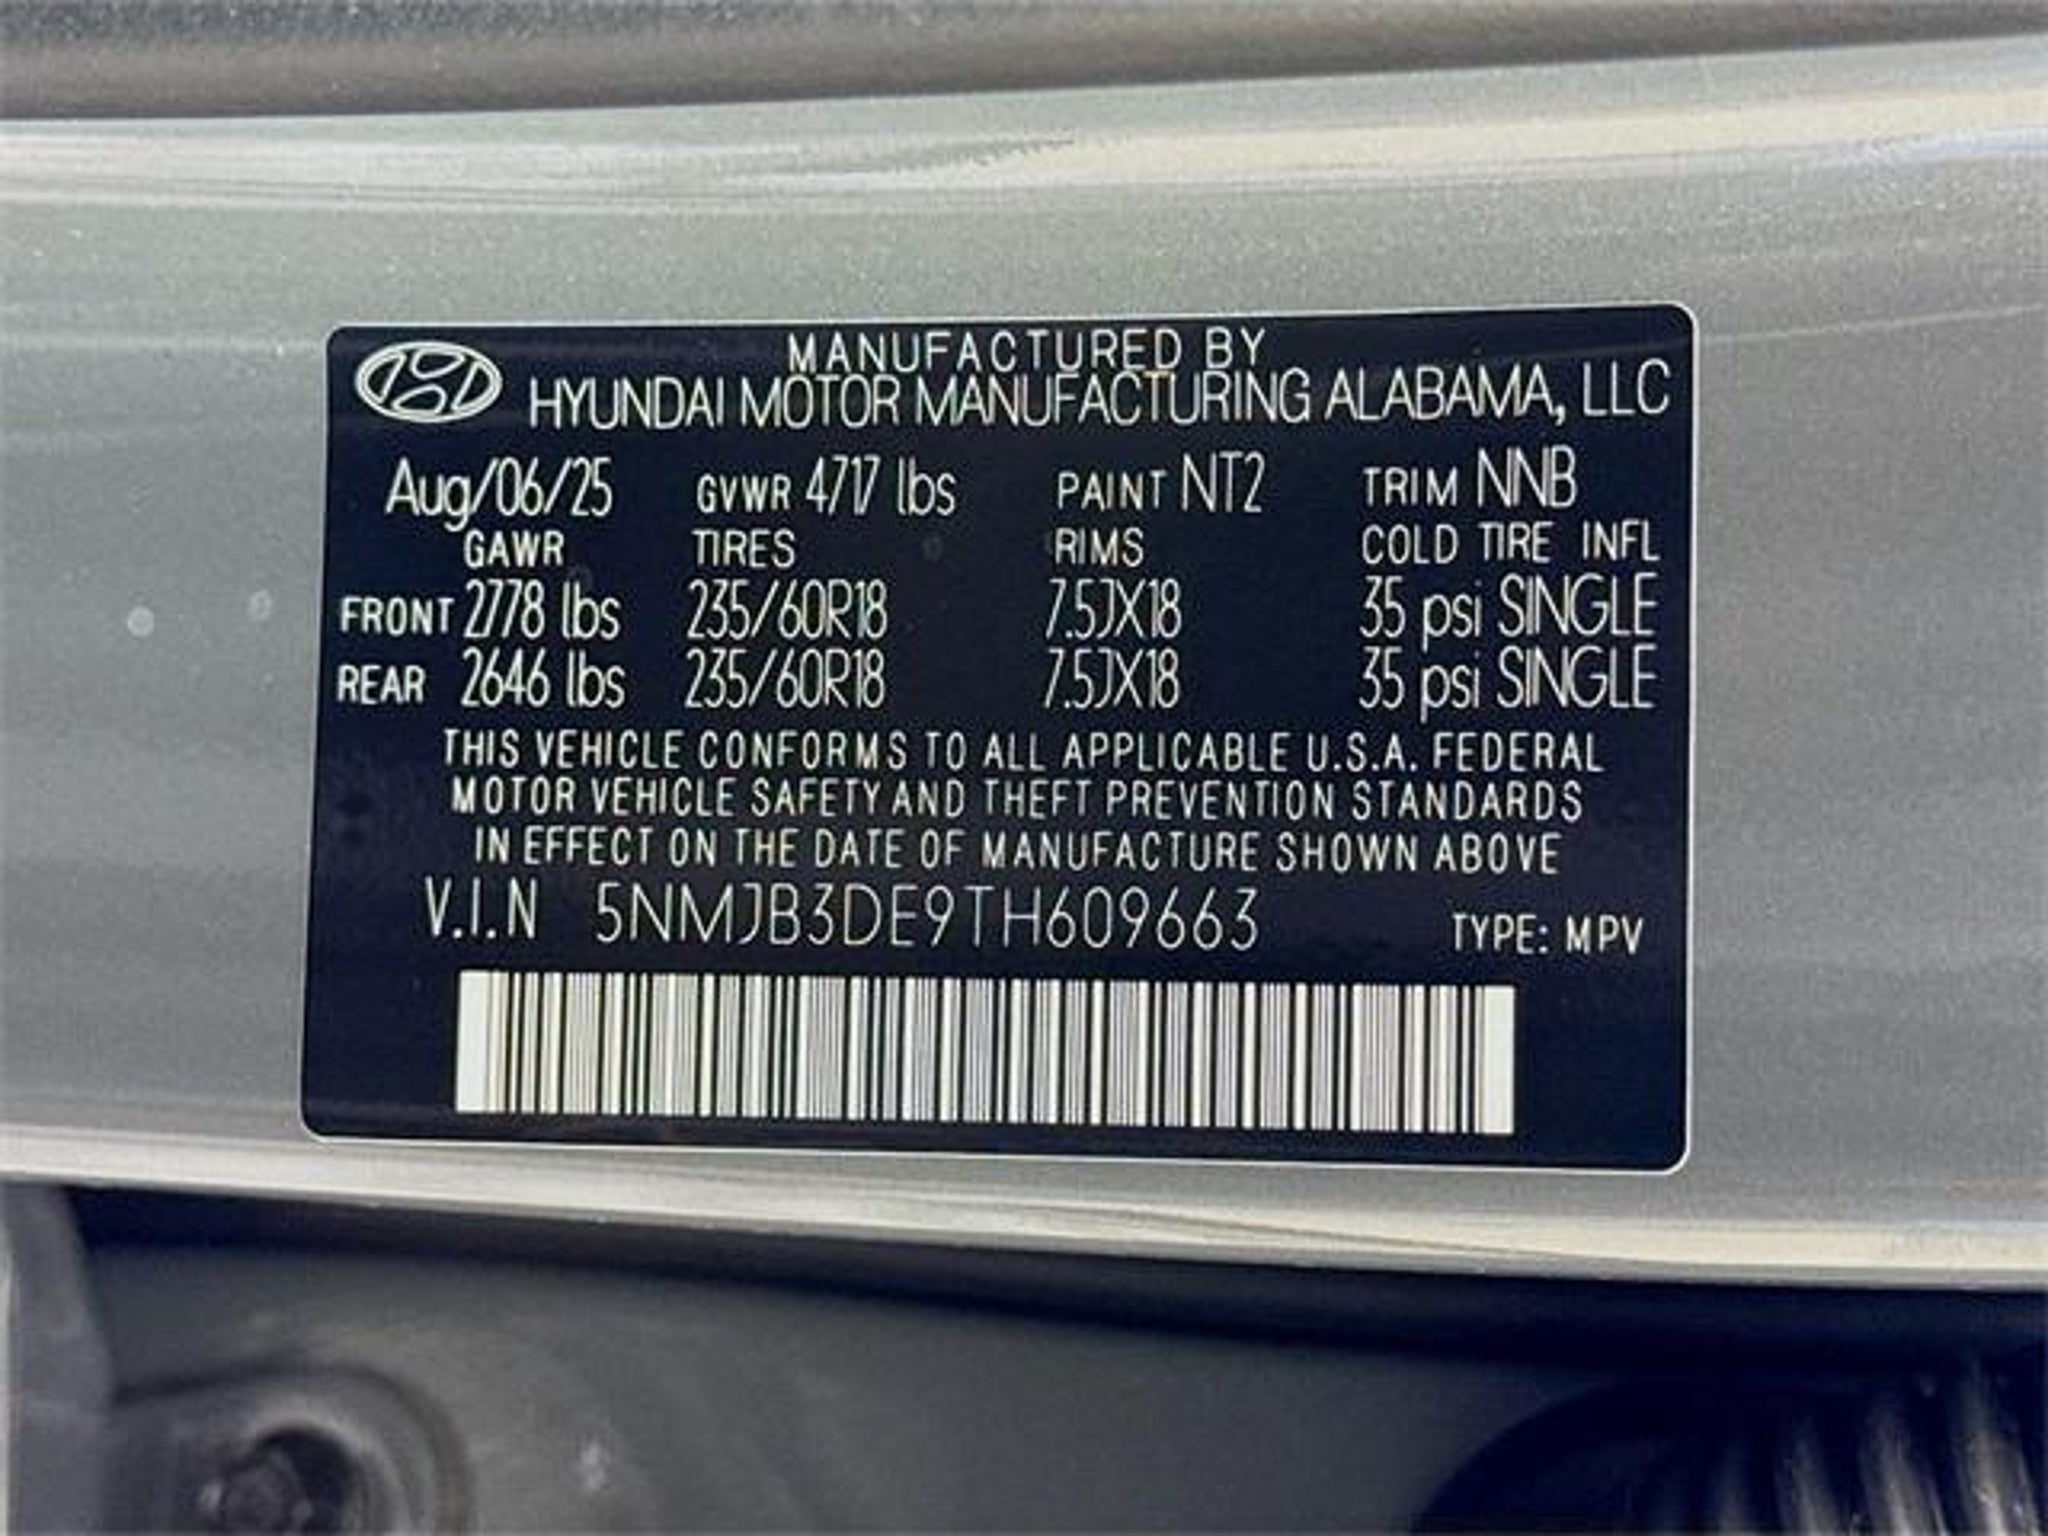 MANUFACTURED BY
HYUNDAI MOTOR MANUFACTURING ALABAMA, LLC
Aug/06/25 GVWR 4717 lbs PAINT NT2 TRIM NNB
GAWR TIRES RIMS COLD TIRE INFL
FRONT 2778 lbs 235/60R18 7.5JX18 35 psi SINGLE
REAR 2646 lbs 235/60R18 7.5JX18 35 psi SINGLE
THIS VEHICLE CONFORMS TO ALL APPLICABLE U.S.A. FEDERAL
MOTOR VEHICLE SAFETY AND THEFT PREVENTION STANDARDS
IN EFFECT ON THE DATE OF MANUFACTURE SHOWN ABOVE
V.I.N 5NMJB3DE9TH609663 TYPE: MPV